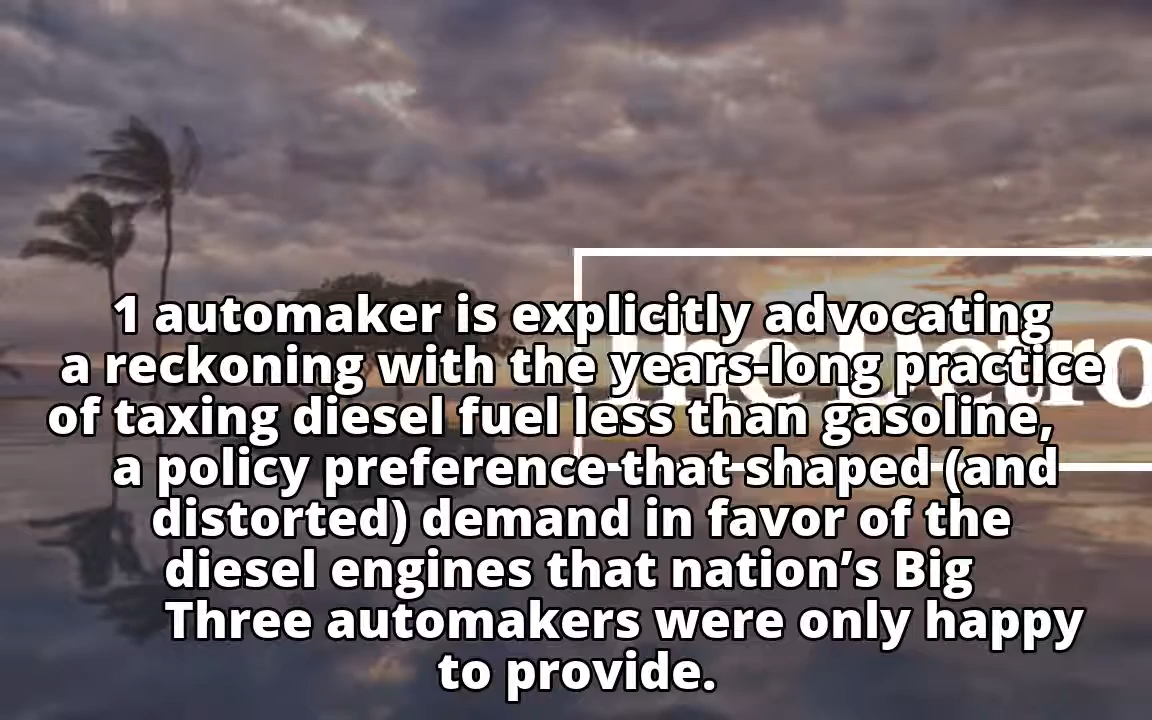 1 automaker is explicitly advocating
a reckoning with the years-long practice
of taxing diesel fuel less than gasoline,
a policy preference that shaped (and
distorted) demand in favor of the
diesel engines that nation’s Big
Three automakers were only happy
to provide.
The